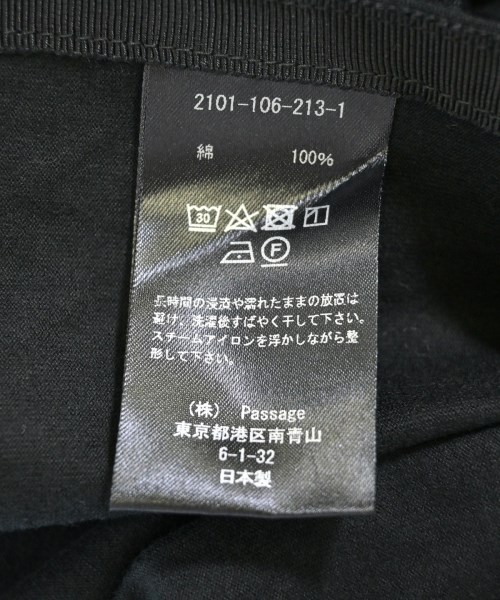 2101-106-213-1
綿 100%
30
F
長時間の浸漬や濡れたままの放置は
避け、洗濯後すばやく干して下さい。
スチームアイロンを浮かしながら整
形して下さい。
(株) Passage
東京都港区南青山
6-1-32
日本製